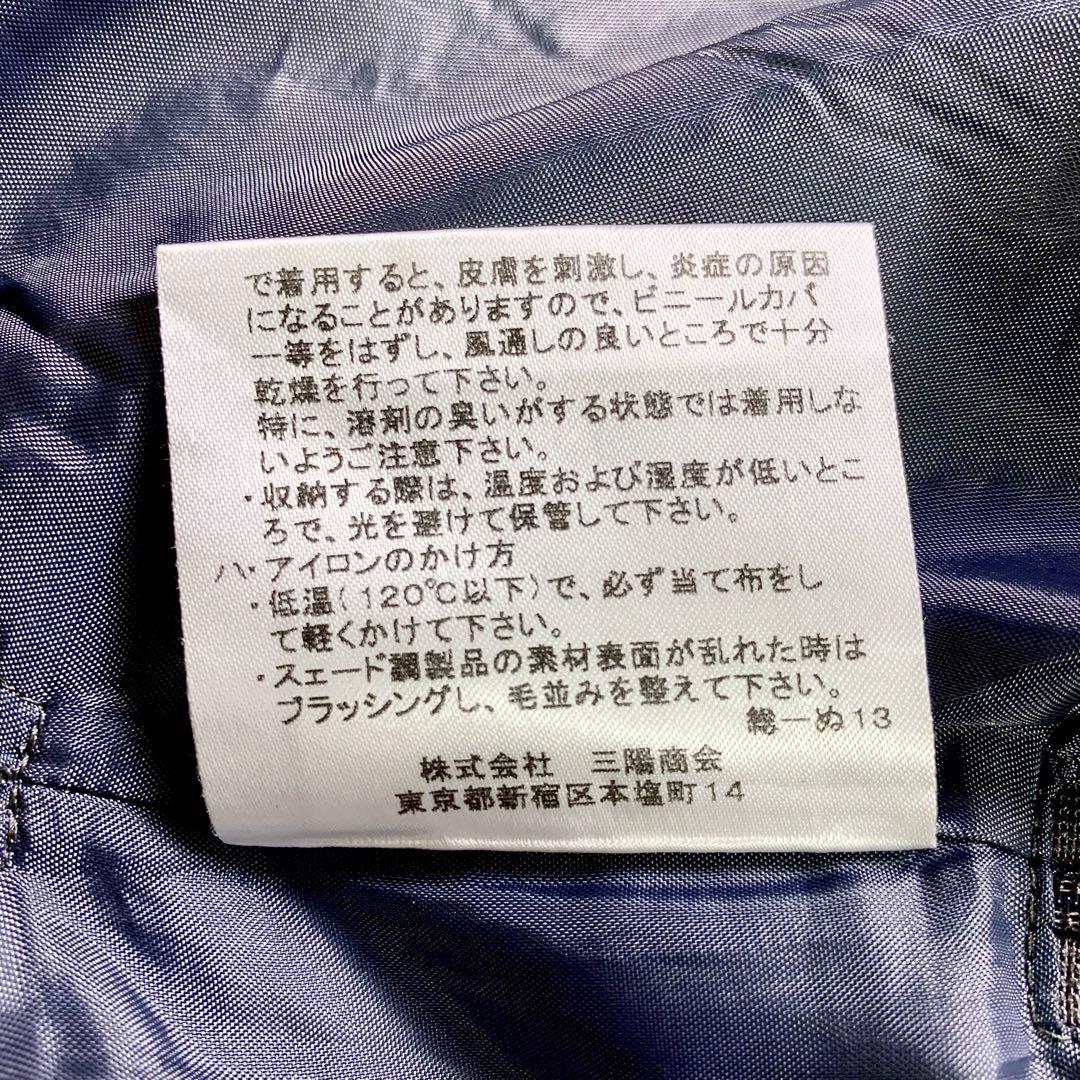 で着用すると、皮膚を刺激し、炎症の原因
になることがありますので、ビニールカバ
ー等をはずし、風通しの良いところで十分
乾燥を行って下さい。
特に、溶剤の臭いがする状態では着用しな
いようご注意下さい。
・収納する際は、温度および湿度が低いとこ
ろで、光を避けて保管して下さい。
ハ・アイロンのかけ方
・低温(120℃以下)で、必ず当て布をし
て軽くかけて下さい。
・スェード調製品の素材表面が乱れた時は
ブラッシングし、毛並みを整えて下さい。
総ーぬ13
株式会社 三陽商会
東京都新宿区本塩町14